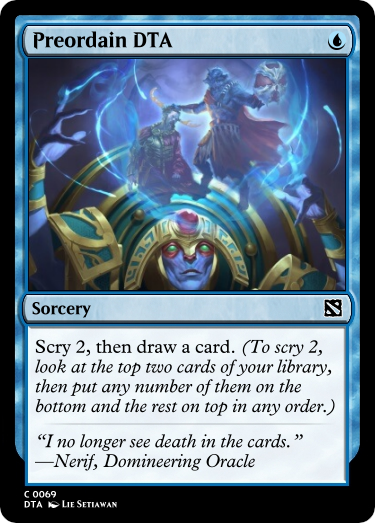 Preordain DTA
Sorcery
Scry 2, then draw a card. (To scry 2,
look at the top two cards of your library,
then put any number of them on the
bottom and the rest on top in any order.)
“I no longer see death in the cards.”
—Nerif, Domineering Oracle
C 0069
DTA Lie Setiawan